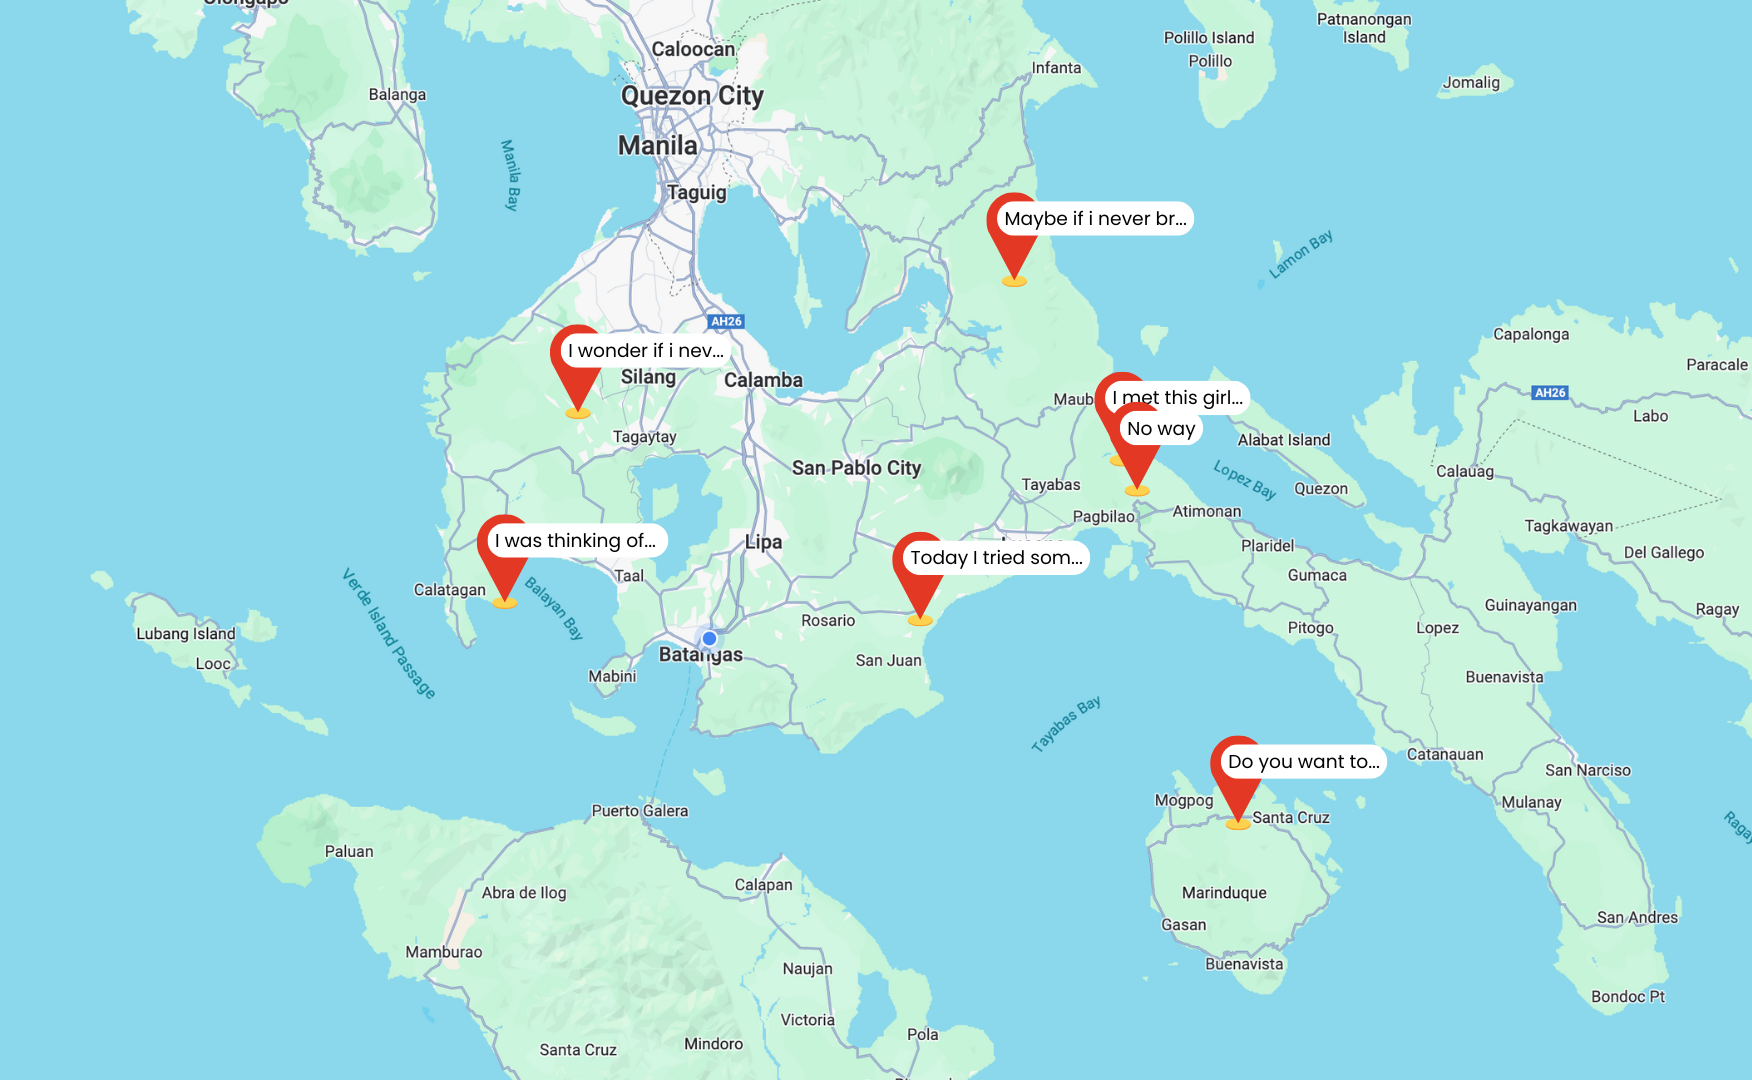 Caloocan
Polillo Island
Polillo
Patnanongan
Island
Infanta
Jomalig
Balanga
Quezon City
Manila
Manila Bay
Taguig
Maybe if i never br...
Lamon Bay
AH26
I wonder if i nev...
Silang
Calamba
Capalonga
Paracale
AH26
I met this girl...
No way
Labo
Tagaytay
Alabat Island
San Pablo City
Calauag
Tayabas
Lopez Bay
Quezon
Pagbilao
Atimonan
Tagkawayan
I was thinking of...
Lipa
Today I tried som...
Plaridel
Del Gallego
Calatagan
Taal
Balayan Bay
Gumaca
Verde Island Passage
Guinayangan
Ragay
Lubang Island
Rosario
Pitogo
Lopez
Looc
Batangas
San Juan
Mabini
Buenavista
Tayabas Bay
Do you want to...
Catanauan
San Narciso
Puerto Galera
Mogpog
Santa Cruz
Mulanay
Paluan
Abra de Ilog
Calapan
Marinduque
Gasan
San Andres
Mamburao
Naujan
Buenavista
Bondoc Pt
Victoria
Pola
Santa Cruz
Mindoro